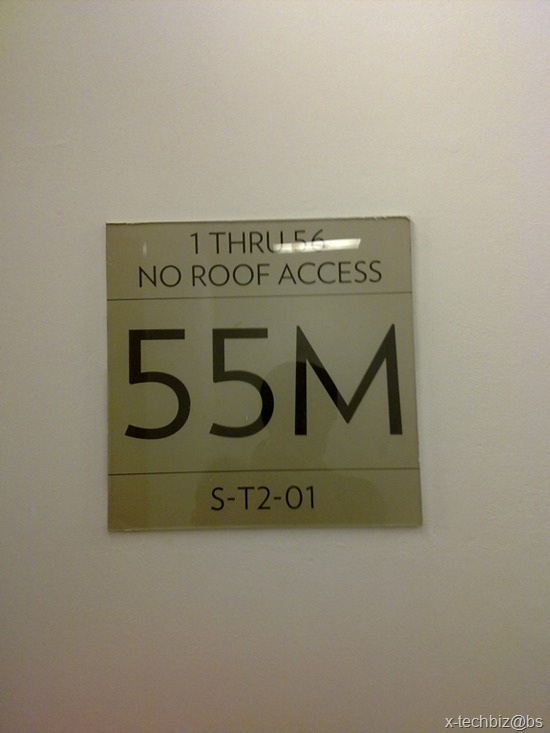 1 THRU 56
NO ROOF ACCESS
55M
S-T2-01
x-techbiz@bs